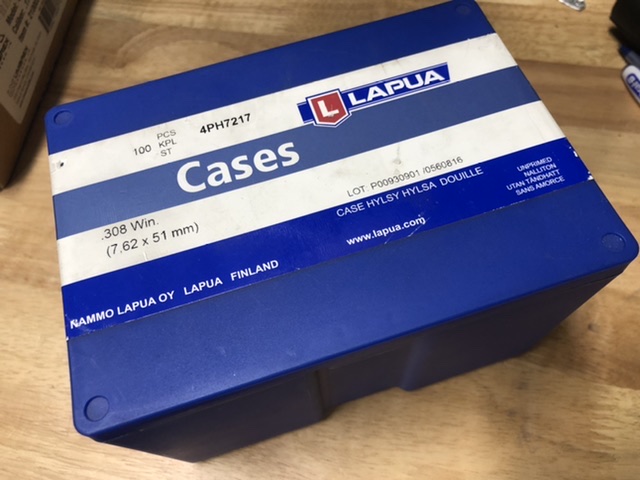 LAPUA
L
100 PCS
KPL
ST
4PH7217
Cases
.308 Win.
(7.62 x 51 mm)
LOT. P00930901 /0560816
CASE HYLSY HYLSA DOUILLE
UNPRIMED
NALLITON
UTAN TÄNDHATT
SANS AMORCE
www.lapua.com
NAMMO LAPUA OY LAPUA FINLAND